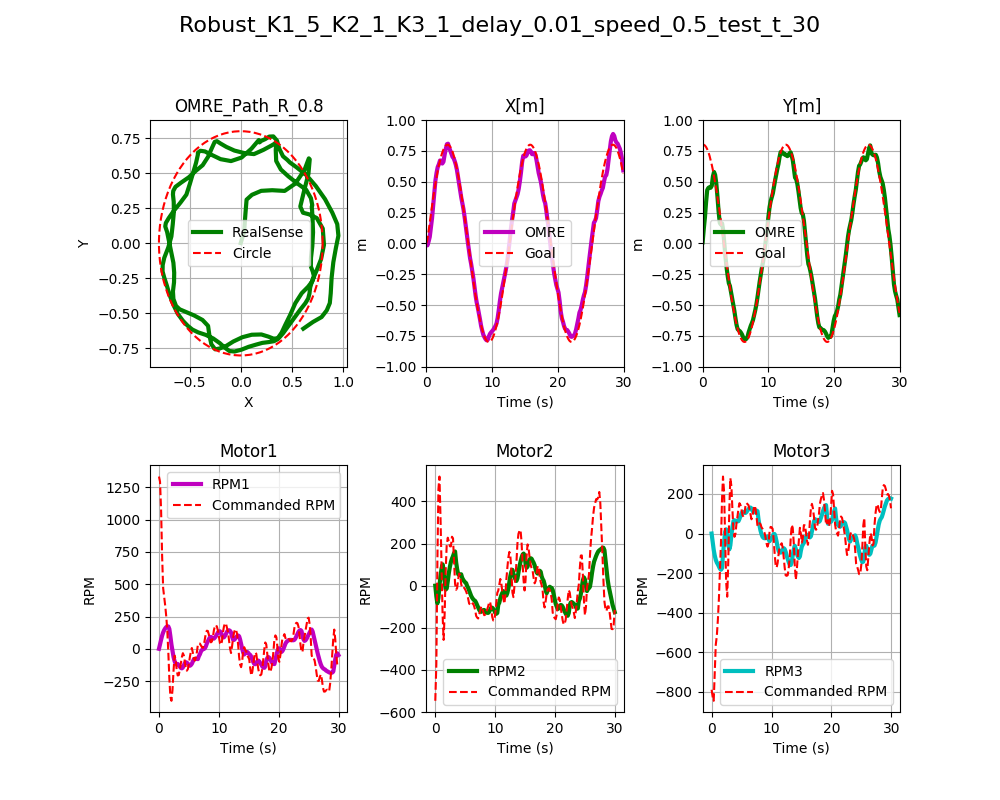 Robust_K1_5_K2_1_K3_1_delay_0.01_speed_0.5_test_t_30
OMRE_Path_R_0.8
0.75
0.50
0.25
0.00
−0.25
−0.50
−0.75
Y
RealSense
Circle
−0.5
0.0
0.5
1.0
X
X[m]
1.00
0.75
0.50
0.25
0.00
−0.25
−0.50
−0.75
−1.00
m
OMRE
Goal
0
10
20
30
Time (s)
Y[m]
1.00
0.75
0.50
0.25
0.00
−0.25
−0.50
−0.75
−1.00
m
OMRE
Goal
0
10
20
30
Time (s)
Motor1
1250
1000
750
500
250
0
−250
RPM
RPM1
Commanded RPM
0
10
20
30
Time (s)
Motor2
400
200
0
−200
−400
−600
RPM
RPM2
Commanded RPM
0
10
20
30
Time (s)
Motor3
200
0
−200
−400
−600
−800
RPM
RPM3
Commanded RPM
0
10
20
30
Time (s)